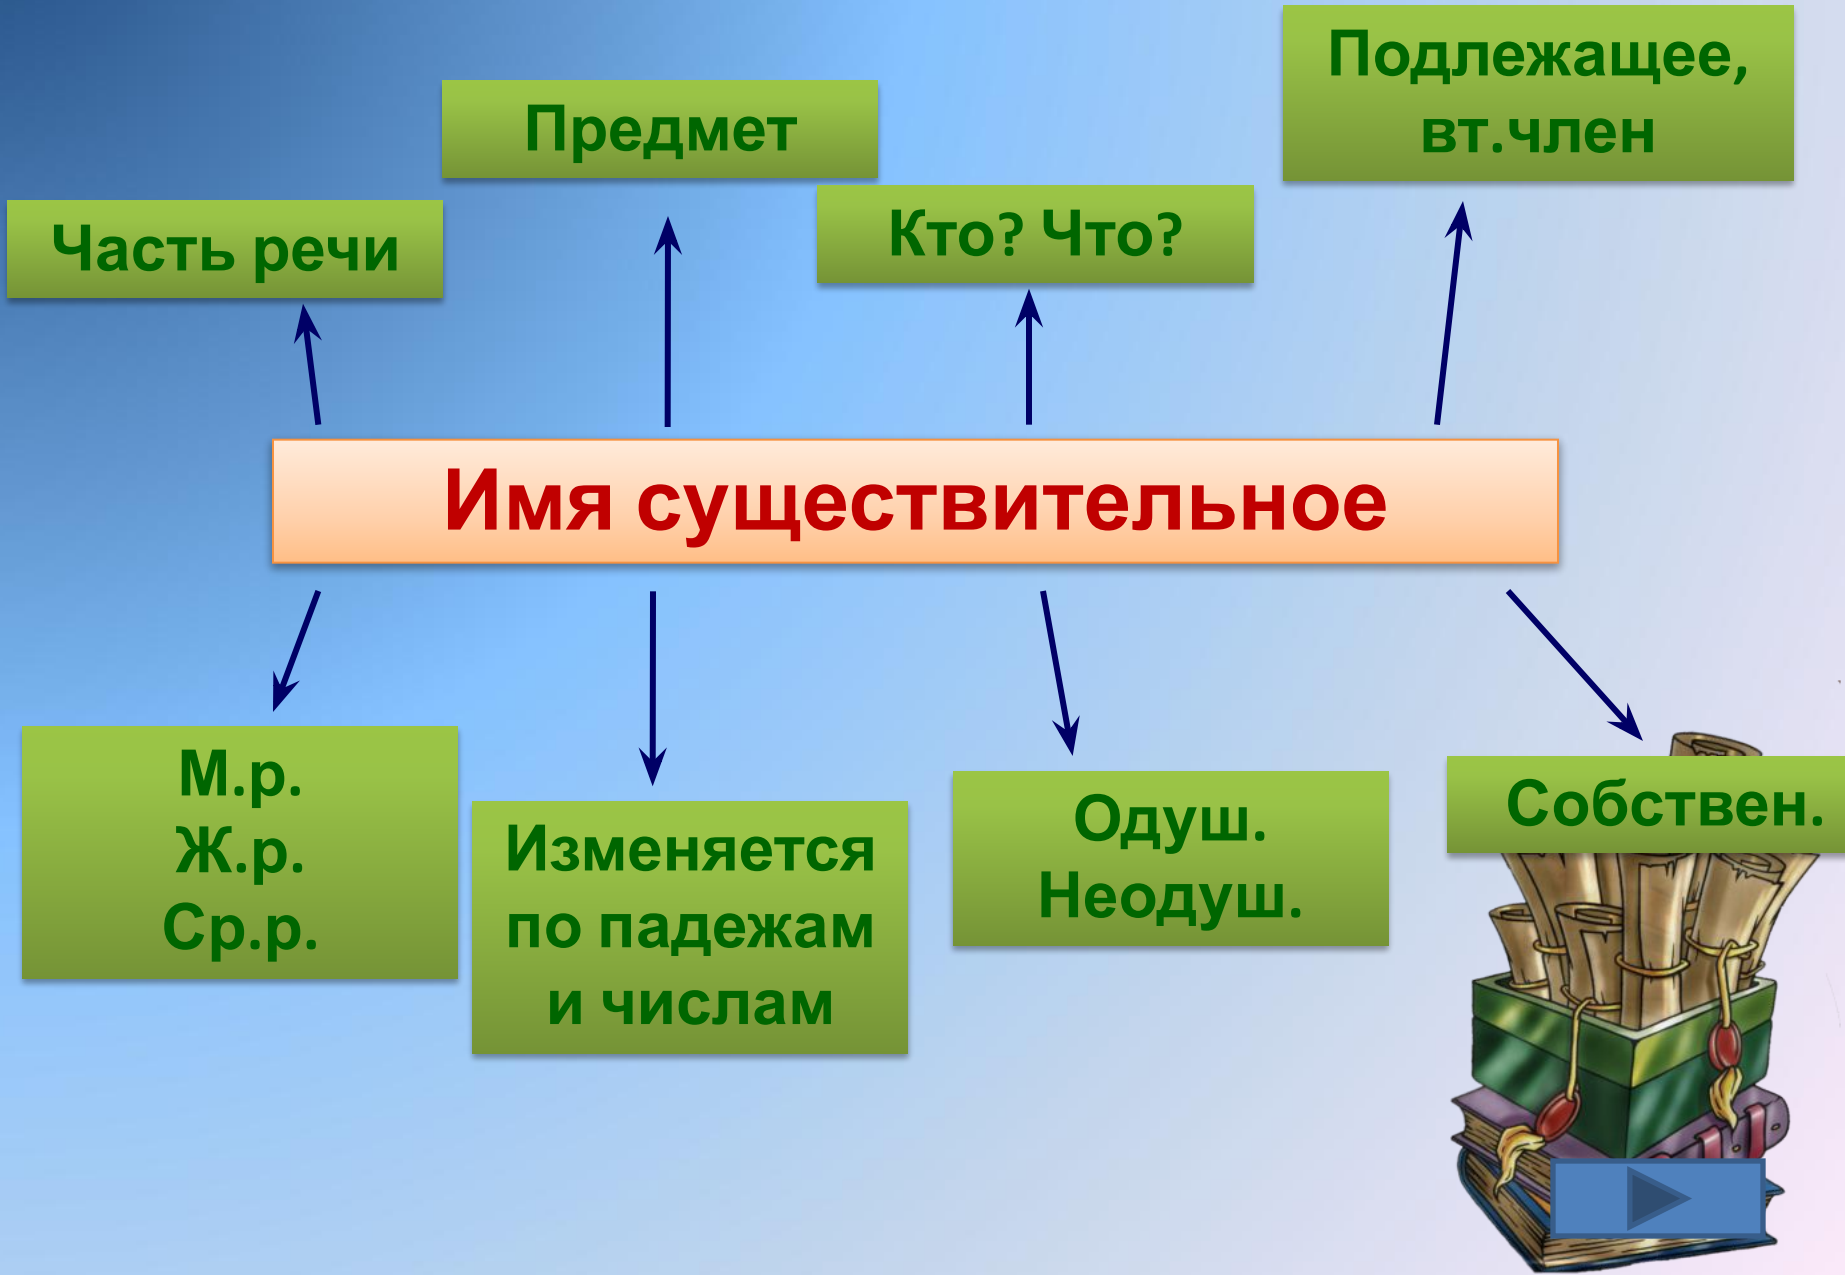 Подлежащее,
вт.член
Предмет
Кто? Что?
Часть речи
Имя существительное
М.р.
Ж.р.
Ср.р.
Изменяется
по падежам
и числам
Одуш.
Неодуш.
Собствен.